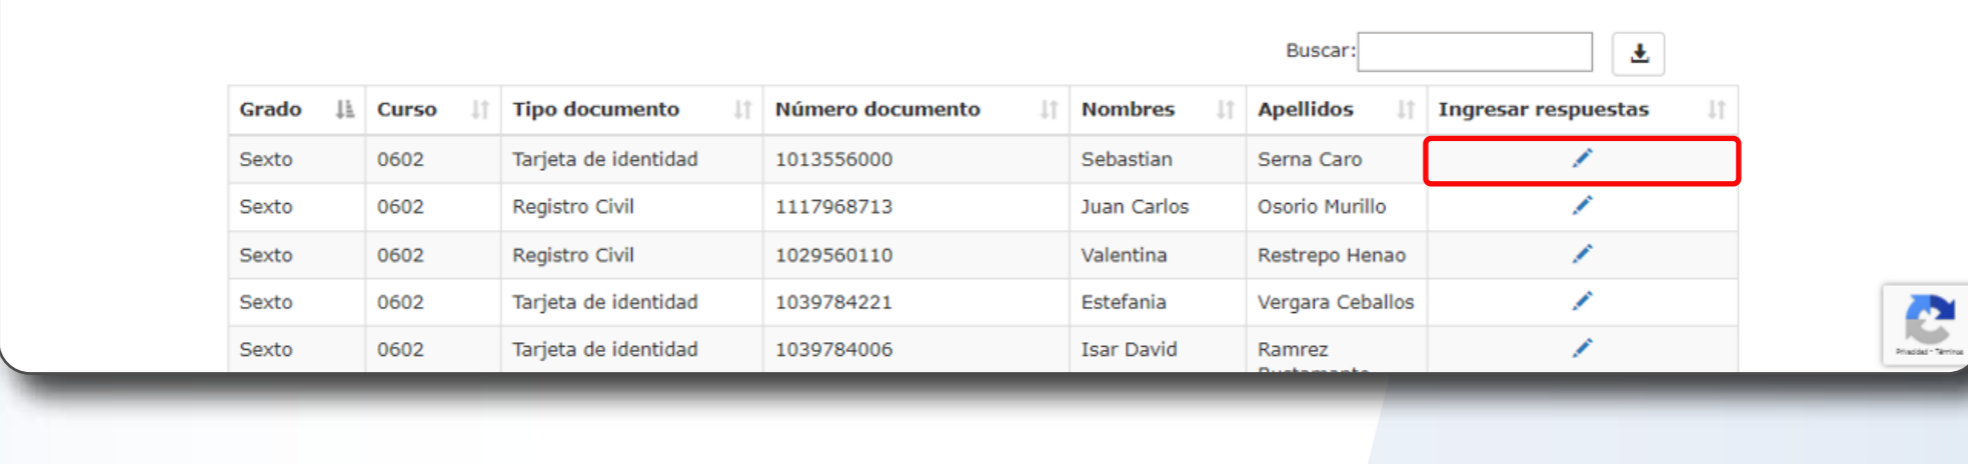 Buscar:
Grado Curso Tipo documento Número documento Nombres Apellidos Ingresar respuestas
Sexto 0602 Tarjeta de identidad 1013556000 Sebastian Serna Caro
Sexto 0602 Registro Civil 1117968713 Juan Carlos Osorio Murillo
Sexto 0602 Registro Civil 1029560110 Valentina Restrepo Henao
Sexto 0602 Tarjeta de identidad 1039784221 Estefania Vergara Ceballos
Sexto 0602 Tarjeta de identidad 1039784006 Isar David Ramrez
Privacidad - Términos